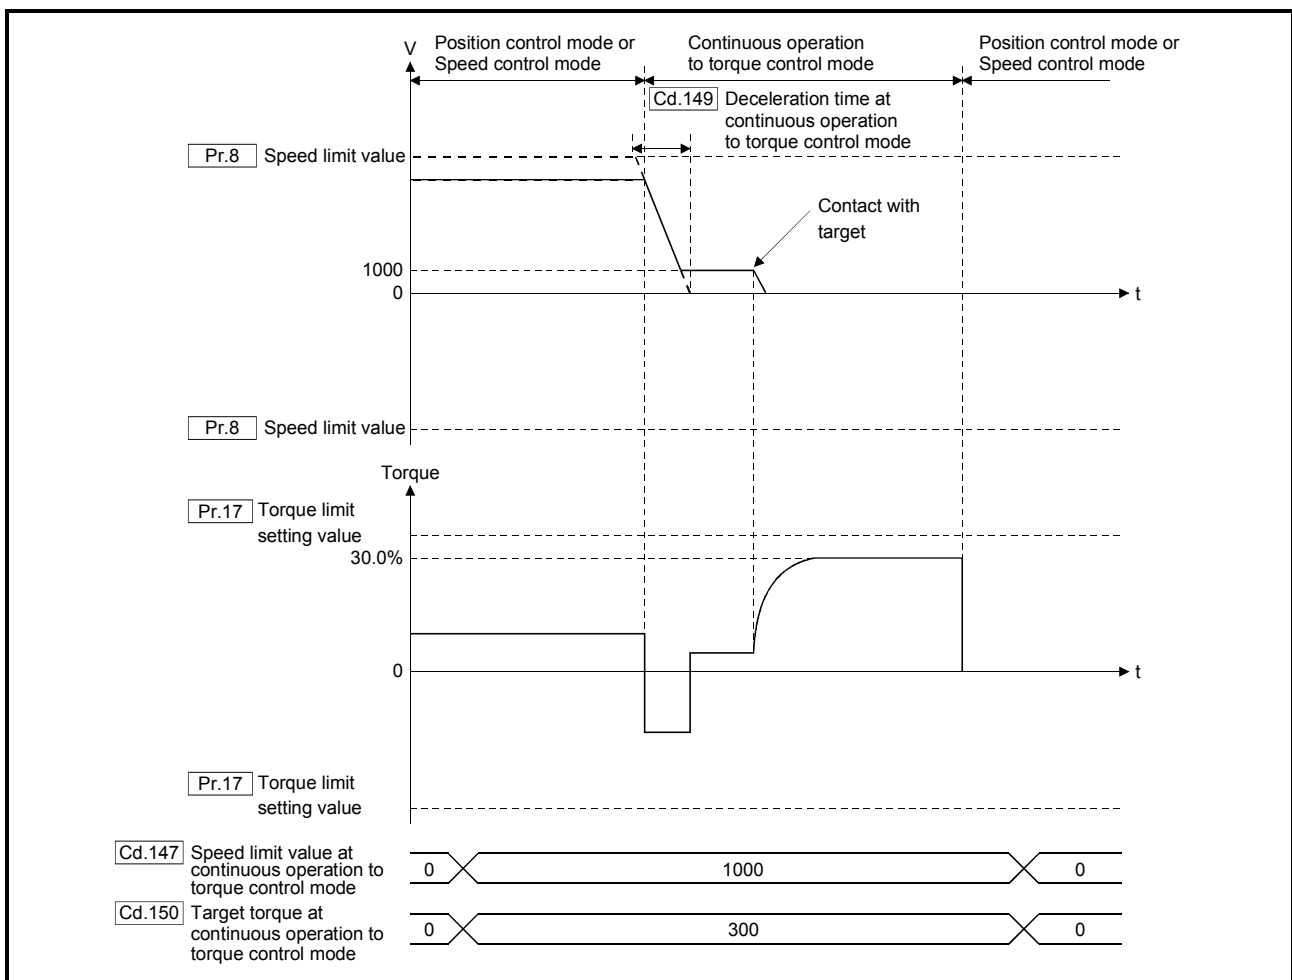 V
Position control mode or
Speed control mode
Continuous operation
to torque control mode
Position control mode or
Speed control mode
Cd.149 Deceleration time at
continuous operation
to torque control mode
Pr.8 Speed limit value
Contact with
target
1000
0
t
Pr.8 Speed limit value
Torque
Pr.17 Torque limit
setting value
30.0%
0
t
Pr.17 Torque limit
setting value
Cd.147 Speed limit value at
continuous operation to
torque control mode
0 1000 0
Cd.150 Target torque at
continuous operation to
torque control mode
0 300 0